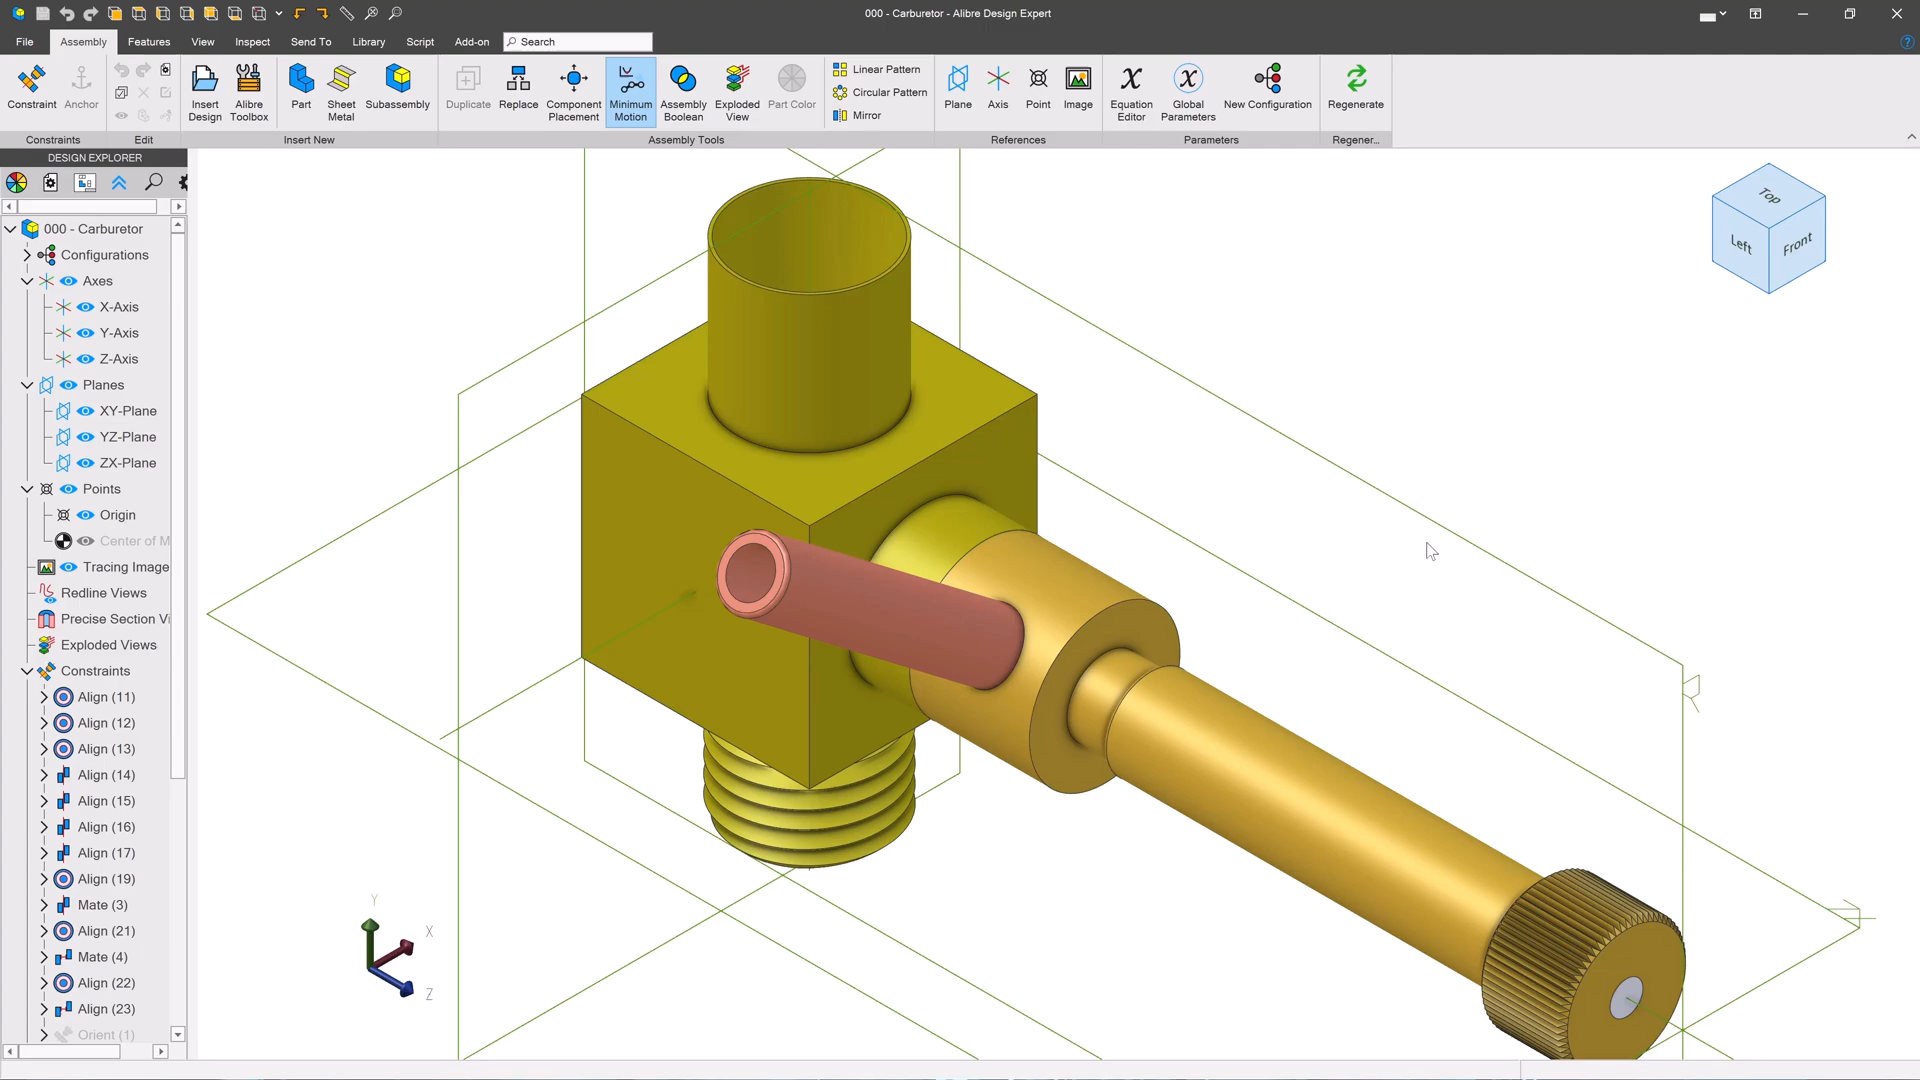 000 - Carburetor - Alibre Design Expert
File Assembly Features View Inspect Send To Library Script Add-on Search
Constraint Anchor
Insert Design
Alibre Toolbox
Part
Sheet Metal
Subassembly
Duplicate
Replace
Component Placement
Minimum Motion
Assembly Boolean
Exploded View
Part Color
Linear Pattern
Circular Pattern
Mirror
Plane
Axis
Point
Image
Equation Editor
Global Parameters
New Configuration
Regenerate
Constraints Edit Insert New Assembly Tools References Parameters Regener...
DESIGN EXPLORER
000 - Carburetor
Configurations
Axes
X-Axis
Y-Axis
Z-Axis
Planes
XY-Plane
YZ-Plane
ZX-Plane
Points
Origin
Center of M
Tracing Image
Redline Views
Precise Section Vi
Exploded Views
Constraints
Align (11)
Align (12)
Align (13)
Align (14)
Align (15)
Align (16)
Align (17)
Align (19)
Mate (3)
Align (21)
Mate (4)
Align (22)
Align (23)
Orient (1)
Top
Left
Front
Y
X
Z